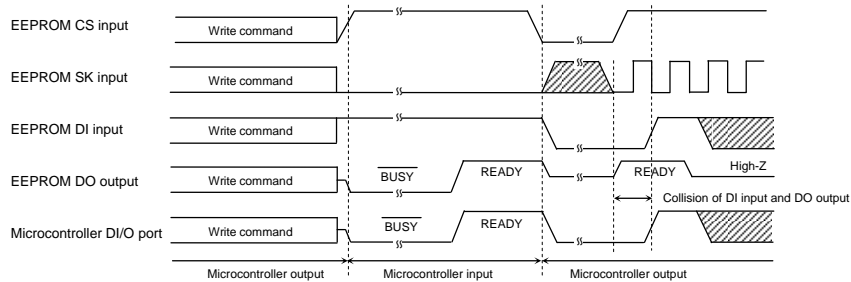 EEPROM CS input
Write command
EEPROM SK input
Write command
EEPROM DI input
Write command
EEPROM DO output
Write command
BUSY
READY
READY
High-Z
Collision of DI input and DO output
Microcontroller DI/O port
Write command
BUSY
READY
Microcontroller output
Microcontroller input
Microcontroller output